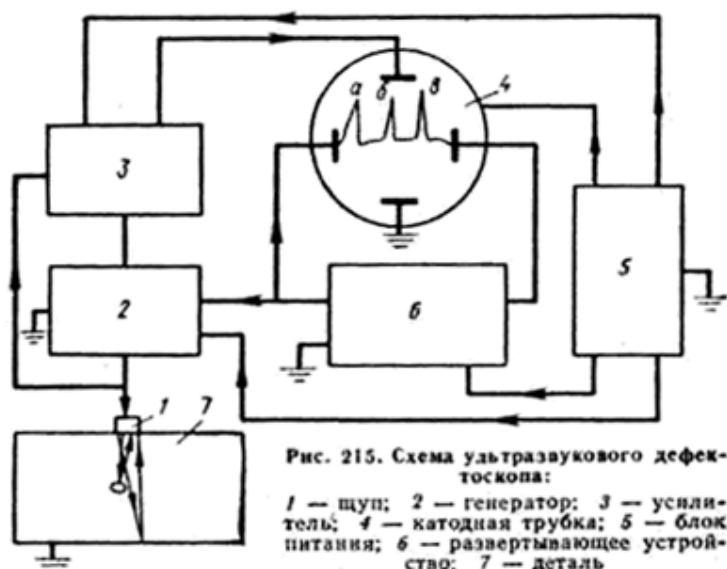 а б в
4
3
2
6
5
1
7
Рис. 215. Схема ультразвукового дефек-
тоскопа:
1 — щуп; 2 — генератор; 3 — усили-
тель; 4 — катодная трубка; 5 — блок
питания; 6 — развертывающее устрой-
ство; 7 — деталь